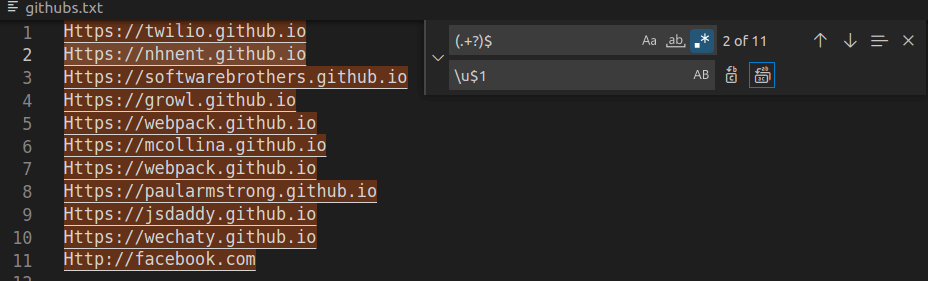 githubs.txt
1 Https://twilio.github.io
2 Https://nhnent.github.io
3 Https://softwarebrothers.github.io
4 Https://growl.github.io
5 Https://webpack.github.io
6 Https://mcollina.github.io
7 Https://webpack.github.io
8 Https://paularmstrong.github.io
9 Https://jsdaddy.github.io
10 Https://wechaty.github.io
11 Http://facebook.com
12
(.+?)$ Aa ab .* 2 of 11
\u$1 AB